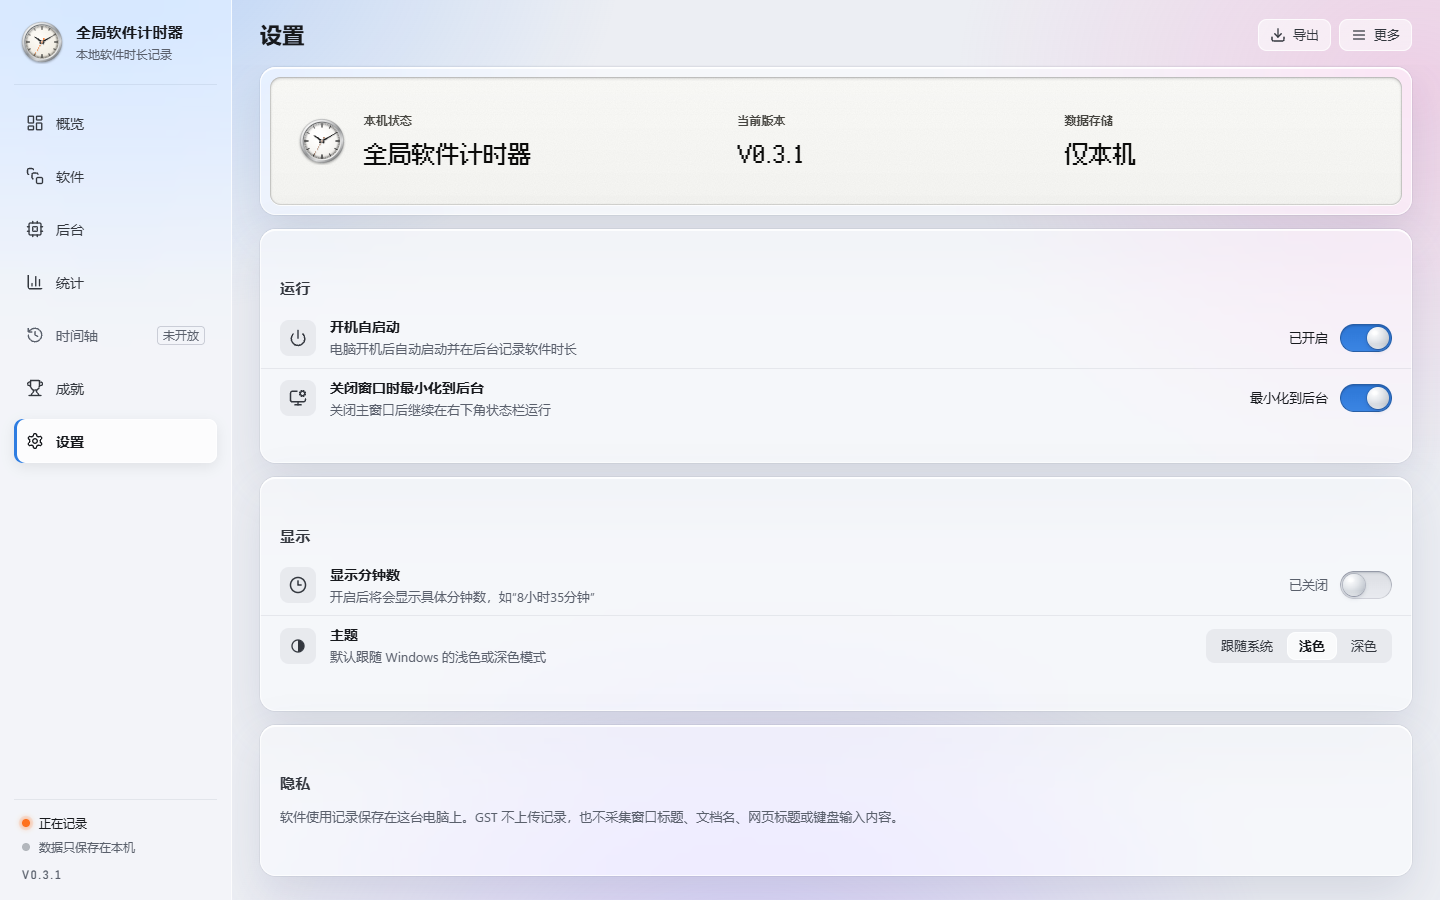 全局软件计时器
本地软件时长记录
概览
软件
后台
统计
时间轴 未开放
成就
设置
正在记录
数据只保存在本机
V0.3.1
设置
导出
更多
本机状态
全局软件计时器
当前版本
V0.3.1
数据存储
仅本机
运行
开机自启动
电脑开机后自动启动并在后台记录软件时长
已开启
关闭窗口时最小化到后台
关闭主窗口后继续在右下角状态栏运行
最小化到后台
显示
显示分钟数
开启后将会显示具体分钟数，如"8小时35分钟"
已关闭
主题
默认跟随 Windows 的浅色或深色模式
跟随系统 浅色 深色
隐私
软件使用记录保存在这台电脑上。GST 不上传记录，也不采集窗口标题、文档名、网页标题或键盘输入内容。